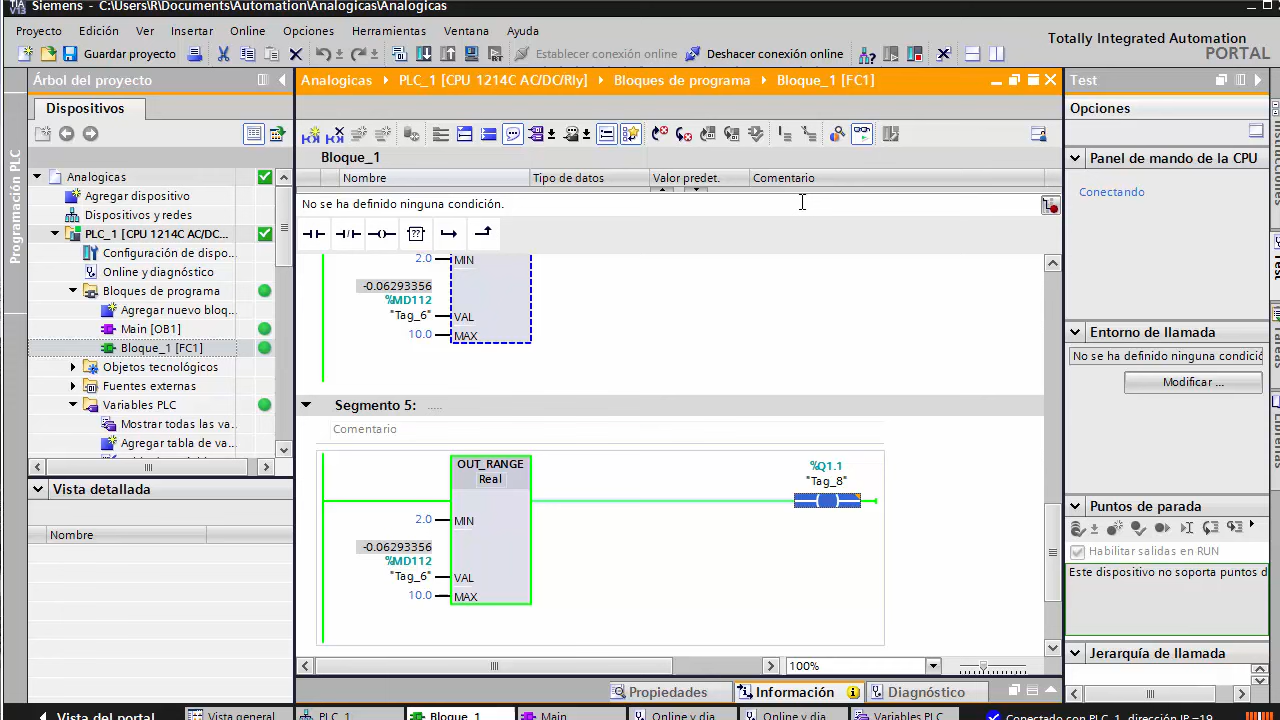 Siemens - C:\Users\R\Documents\Automation\Analogicas\Analogicas
Proyecto Edición Ver Insertar Online Opciones Herramientas Ventana Ayuda
Totally Integrated Automation
PORTAL
Guardar proyecto
Establecer conexión online
Deshacer conexión online
Árbol del proyecto
Dispositivos
Programación PLC
Analogicas
Agregar dispositivo
Dispositivos y redes
PLC_1 [CPU 1214C AC/DC...
Configuración de dispo...
Online y diagnóstico
Bloques de programa
Agregar nuevo bloq...
Main [OB1]
Bloque_1 [FC1]
Objetos tecnológicos
Fuentes externas
Variables PLC
Mostrar todas las va...
Agregar tabla de va...
Vista detallada
Nombre
Analogicas PLC_1 [CPU 1214C AC/DC/Rly] Bloques de programa Bloque_1 [FC1]
Bloque_1
Nombre Tipo de datos Valor predet. Comentario
No se ha definido ninguna condición.
2.0 MIN
-0.06293356
%MD112
"Tag_6" VAL
10.0 MAX
Segmento 5: .....
Comentario
OUT_RANGE
Real
%Q1.1
"Tag_8"
2.0 MIN
-0.06293356
%MD112
"Tag_6" VAL
10.0 MAX
100%
Propiedades Información Diagnóstico
Test
Opciones
Panel de mando de la CPU
Conectando
Entorno de llamada
No se ha definido ninguna condició
Modificar ...
Puntos de parada
Habilitar salidas en RUN
Este dispositivo no soporta puntos d
Jerarquía de llamada
Test
Vista del portal Vista general PLC_1 Bloque_1 Main Online y dia... Online y dia... Variables PLC
Conectado con PLC_1, dirección IP =19